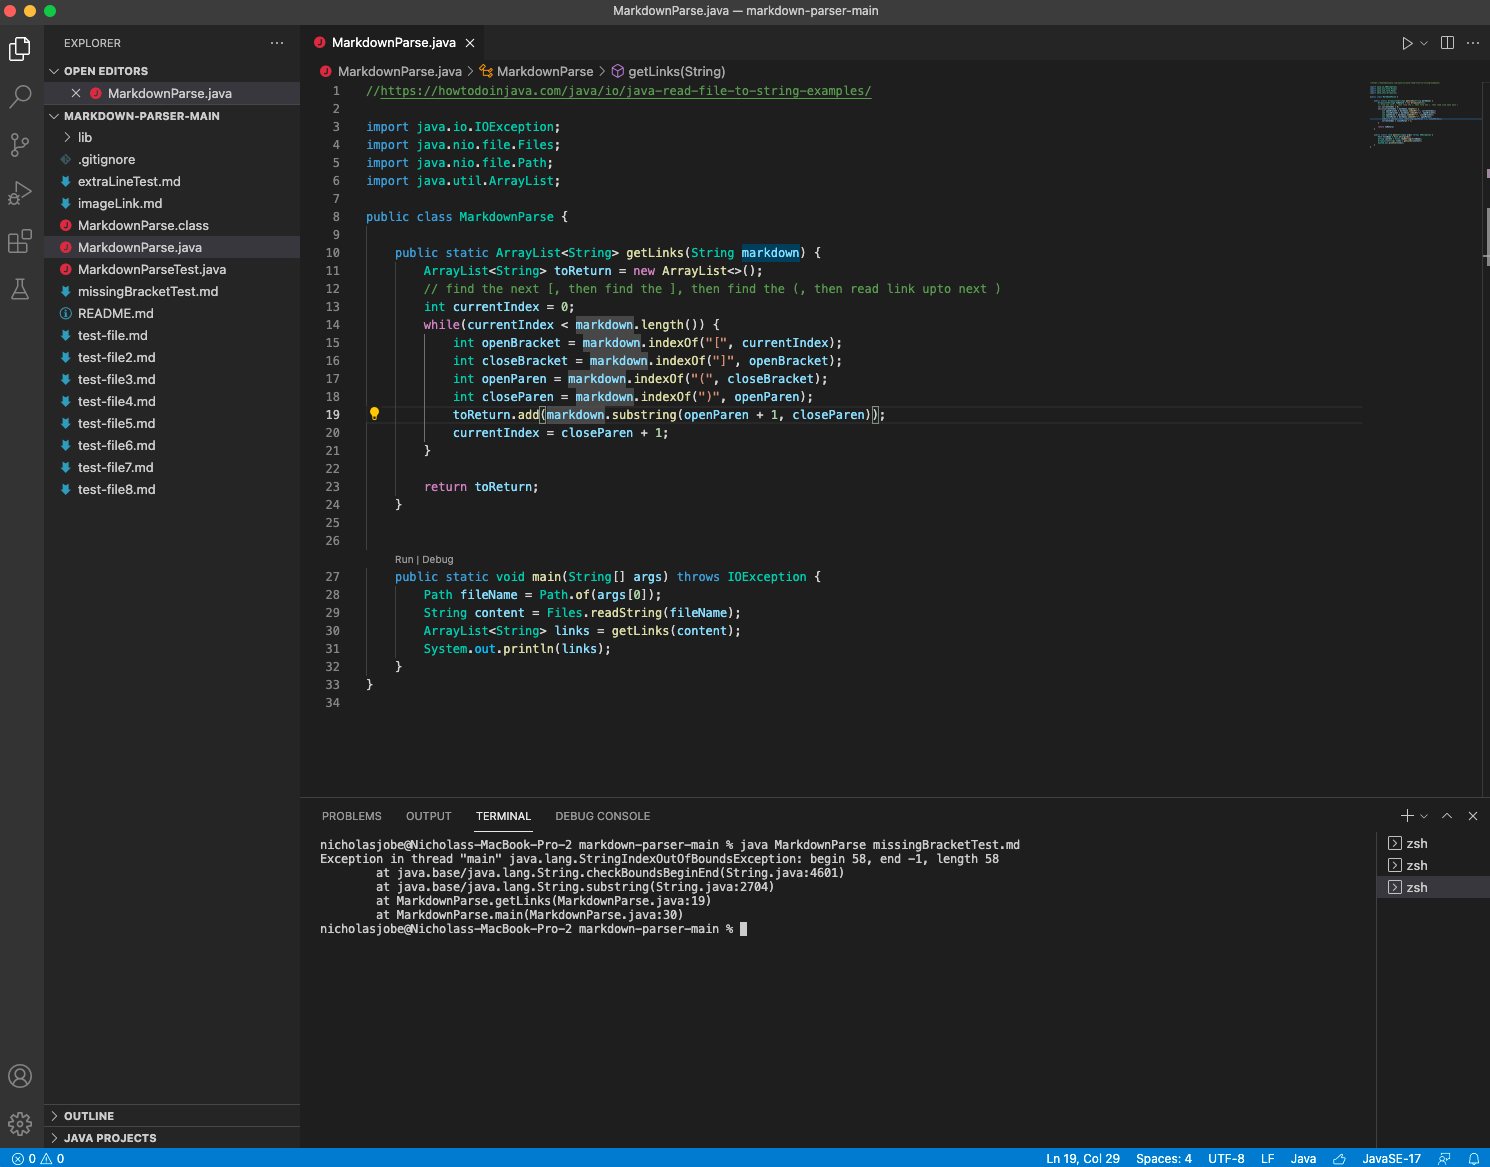 MarkdownParse.java — markdown-parser-main
EXPLORER
OPEN EDITORS
MarkdownParse.java
MARKDOWN-PARSER-MAIN
lib
.gitignore
extraLineTest.md
imageLink.md
MarkdownParse.class
MarkdownParse.java
MarkdownParseTest.java
missingBracketTest.md
README.md
test-file.md
test-file2.md
test-file3.md
test-file4.md
test-file5.md
test-file6.md
test-file7.md
test-file8.md
OUTLINE
JAVA PROJECTS
MarkdownParse.java
MarkdownParse.java > MarkdownParse > getLinks(String)
1 //https://howtodoinjava.com/java/io/java-read-file-to-string-examples/
2
3 import java.io.IOException;
4 import java.nio.file.Files;
5 import java.nio.file.Path;
6 import java.util.ArrayList;
7
8 public class MarkdownParse {
9
10 public static ArrayList<String> getLinks(String markdown) {
11 ArrayList<String> toReturn = new ArrayList<>();
12 // find the next [, then find the ], then find the (, then read link upto next )
13 int currentIndex = 0;
14 while(currentIndex < markdown.length()) {
15 int openBracket = markdown.indexOf("[", currentIndex);
16 int closeBracket = markdown.indexOf("]", openBracket);
17 int openParen = markdown.indexOf("(", closeBracket);
18 int closeParen = markdown.indexOf(")", openParen);
19 toReturn.add(markdown.substring(openParen + 1, closeParen));
20 currentIndex = closeParen + 1;
21 }
22
23 return toReturn;
24 }
25
26
Run | Debug
27 public static void main(String[] args) throws IOException {
28 Path fileName = Path.of(args[0]);
29 String content = Files.readString(fileName);
30 ArrayList<String> links = getLinks(content);
31 System.out.println(links);
32 }
33 }
34
PROBLEMS OUTPUT TERMINAL DEBUG CONSOLE
nicholasjobe@Nicholass-MacBook-Pro-2 markdown-parser-main % java MarkdownParse missingBracketTest.md
Exception in thread "main" java.lang.StringIndexOutOfBoundsException: begin 58, end -1, length 58
at java.base/java.lang.String.checkBoundsBeginEnd(String.java:4601)
at java.base/java.lang.String.substring(String.java:2704)
at MarkdownParse.getLinks(MarkdownParse.java:19)
at MarkdownParse.main(MarkdownParse.java:30)
nicholasjobe@Nicholass-MacBook-Pro-2 markdown-parser-main %
zsh
zsh
zsh
0 0 Ln 19, Col 29 Spaces: 4 UTF-8 LF Java JavaSE-17